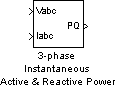 Vabc
PQ
Iabc
3-phase
Instantaneous
Active & Reactive Power